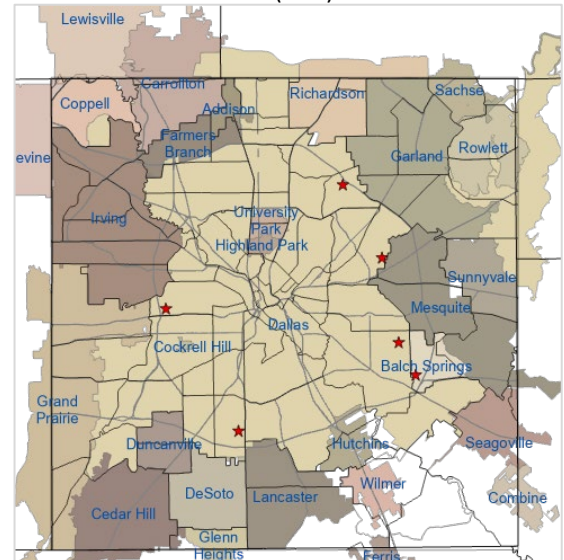 Lewisville
Carrollton
Coppell
Addison
Richardson
Sachse
Farmers
Branch
evine
Garland
Rowlett
Irving
University
Park
Highland Park
Sunnyvale
Mesquite
Dallas
Cockrell Hill
Balch Springs
Grand
Prairie
Duncanville
Hutchins
Seagoville
DeSoto
Lancaster
Wilmer
Combine
Cedar Hill
Glenn
Heights
Ferris